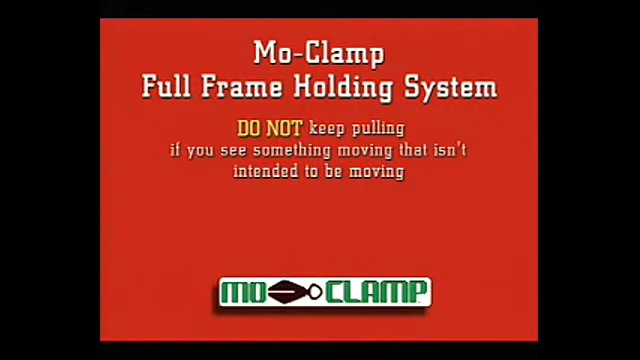 Mo-Clamp
Full Frame Holding System
DO NOT keep pulling
if you see something moving that isn't
intended to be moving
MO CLAMP